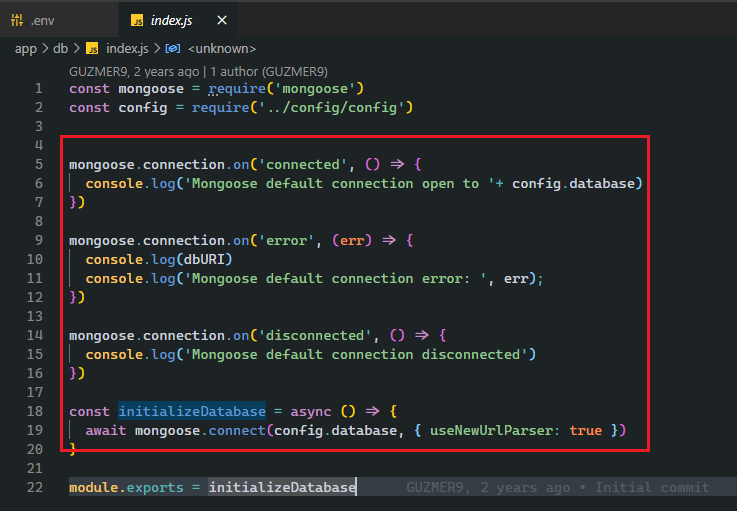 .env
JS index.js ×
app > db > JS index.js > <unknown>
GUZMER9, 2 years ago | 1 author (GUZMER9)
1 const mongoose = require('mongoose')
2 const config = require('../config/config')
3
4
5 mongoose.connection.on('connected', () => {
6   console.log('Mongoose default connection open to '+ config.database)
7 })
8
9 mongoose.connection.on('error', (err) => {
10   console.log(dbURI)
11   console.log('Mongoose default connection error: ', err);
12 })
13
14 mongoose.connection.on('disconnected', () => {
15   console.log('Mongoose default connection disconnected')
16 })
17
18 const initializeDatabase = async () => {
19   await mongoose.connect(config.database, { useNewUrlParser: true })
20 }
21
22 module.exports = initializeDatabase GUZMER9, 2 years ago • Initial commit